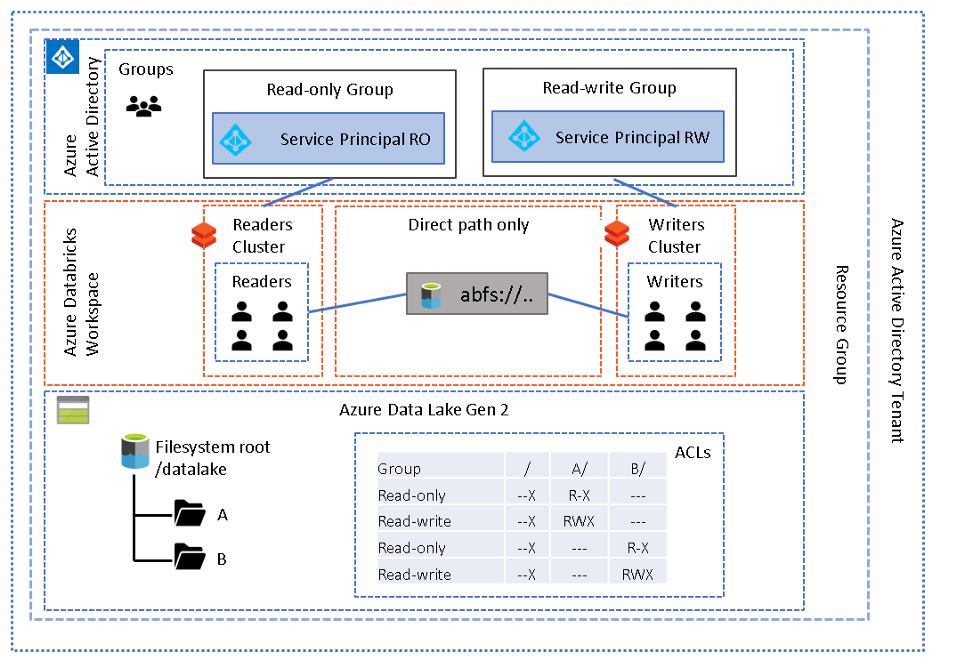 Azure
Active Directory
Groups
Read-only Group
Service Principal RO
Read-write Group
Service Principal RW
Azure Databricks
Workspace
Readers
Cluster
Readers
Direct path only
abfs://..
Writers
Cluster
Writers
Azure Data Lake Gen 2
Filesystem root
/datalake
A
B
ACLs
Group / A/ B/
Read-only --X R-X ---
Read-write --X RWX ---
Read-only --X --- R-X
Read-write --X --- RWX
Resource Group
Azure Active Directory Tenant